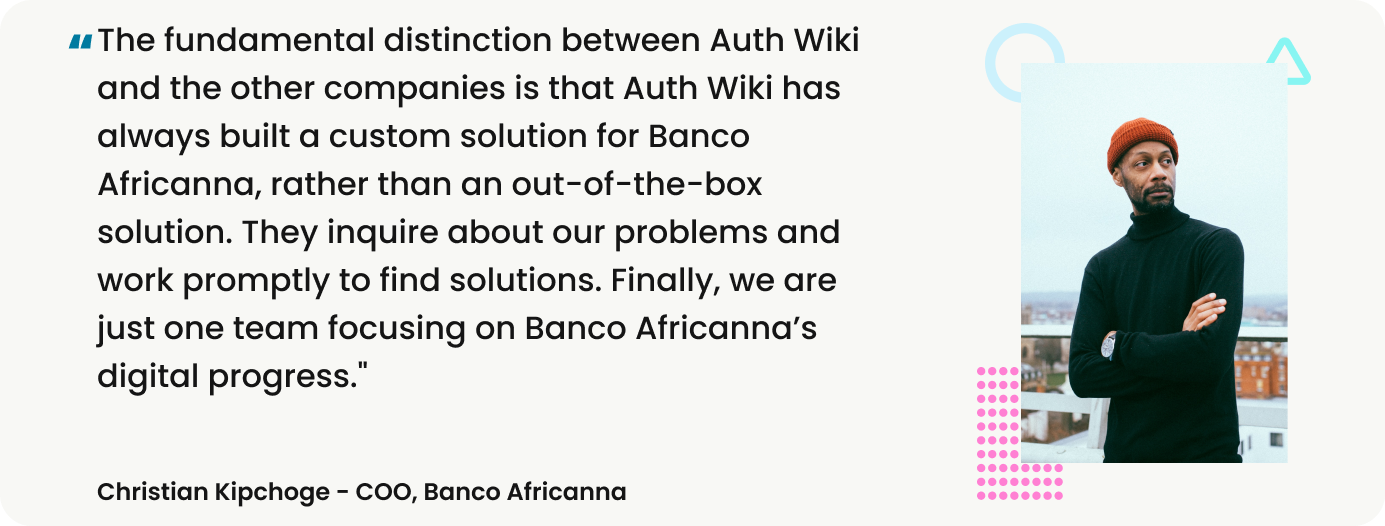 “The fundamental distinction between Auth Wiki
and the other companies is that Auth Wiki has
always built a custom solution for Banco
Africanna, rather than an out-of-the-box
solution. They inquire about our problems and
work promptly to find solutions. Finally, we are
just one team focusing on Banco Africanna’s
digital progress."
Christian Kipchoge - COO, Banco Africanna